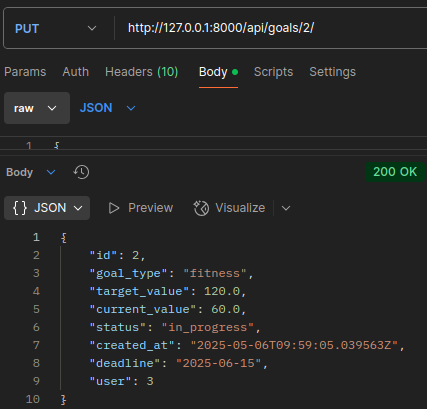 PUT http://127.0.0.1:8000/api/goals/2/
Params Auth Headers (10) Body Scripts Settings
raw JSON
1 {
Body 200 OK
{} JSON Preview Visualize
1 {
2 "id": 2,
3 "goal_type": "fitness",
4 "target_value": 120.0,
5 "current_value": 60.0,
6 "status": "in_progress",
7 "created_at": "2025-05-06T09:59:05.039563Z",
8 "deadline": "2025-06-15",
9 "user": 3
10 }